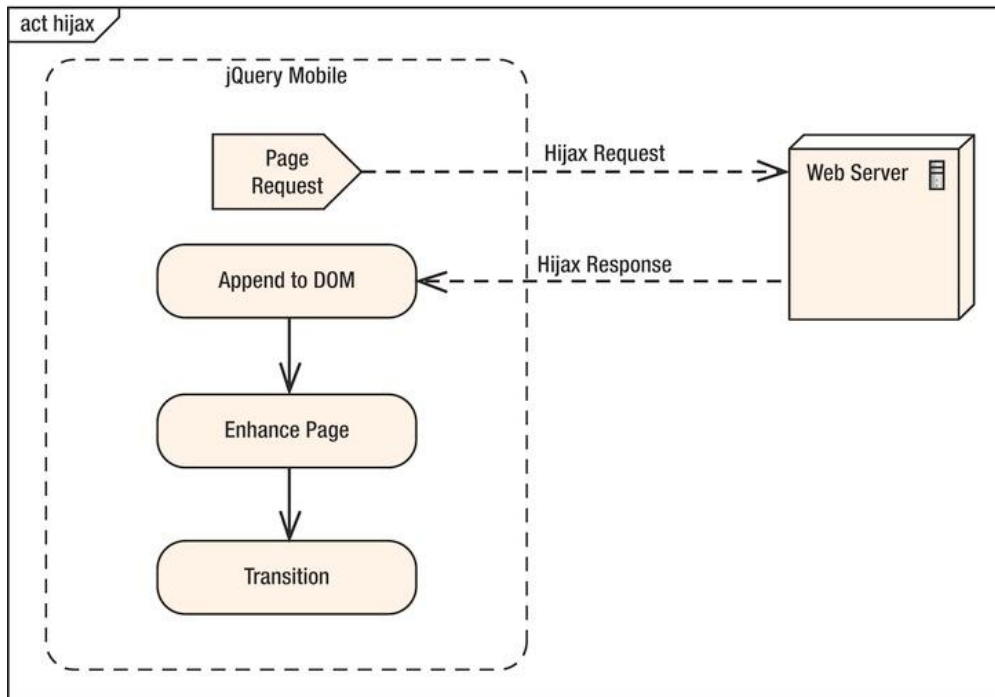 act hijax
jQuery Mobile
Page
Request
Hijax Request
Web Server
Append to DOM
Hijax Response
Enhance Page
Transition